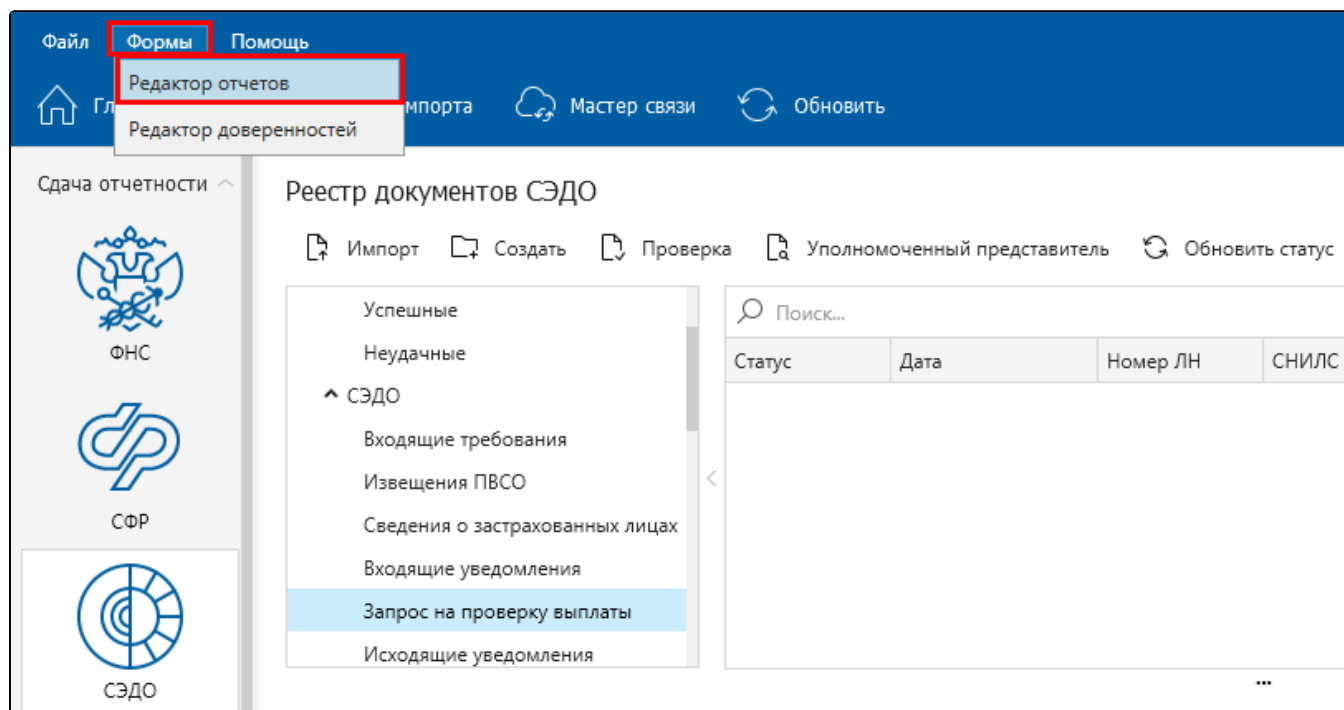 Файл Формы Помощь
Редактор отчетов
Гл мпорта Мастер связи Обновить
Редактор доверенностей
Сдача отчетности
Реестр документов СЭДО
Импорт Создать Проверка Уполномоченный представитель Обновить статус
Успешные
Поиск...
ФНС
Неудачные
Статус Дата Номер ЛН СНИЛС
СЭДО
Входящие требования
Извещения ПВСО
СФР
Сведения о застрахованных лицах
Входящие уведомления
Запрос на проверку выплаты
Исходящие уведомления
СЭДО
...